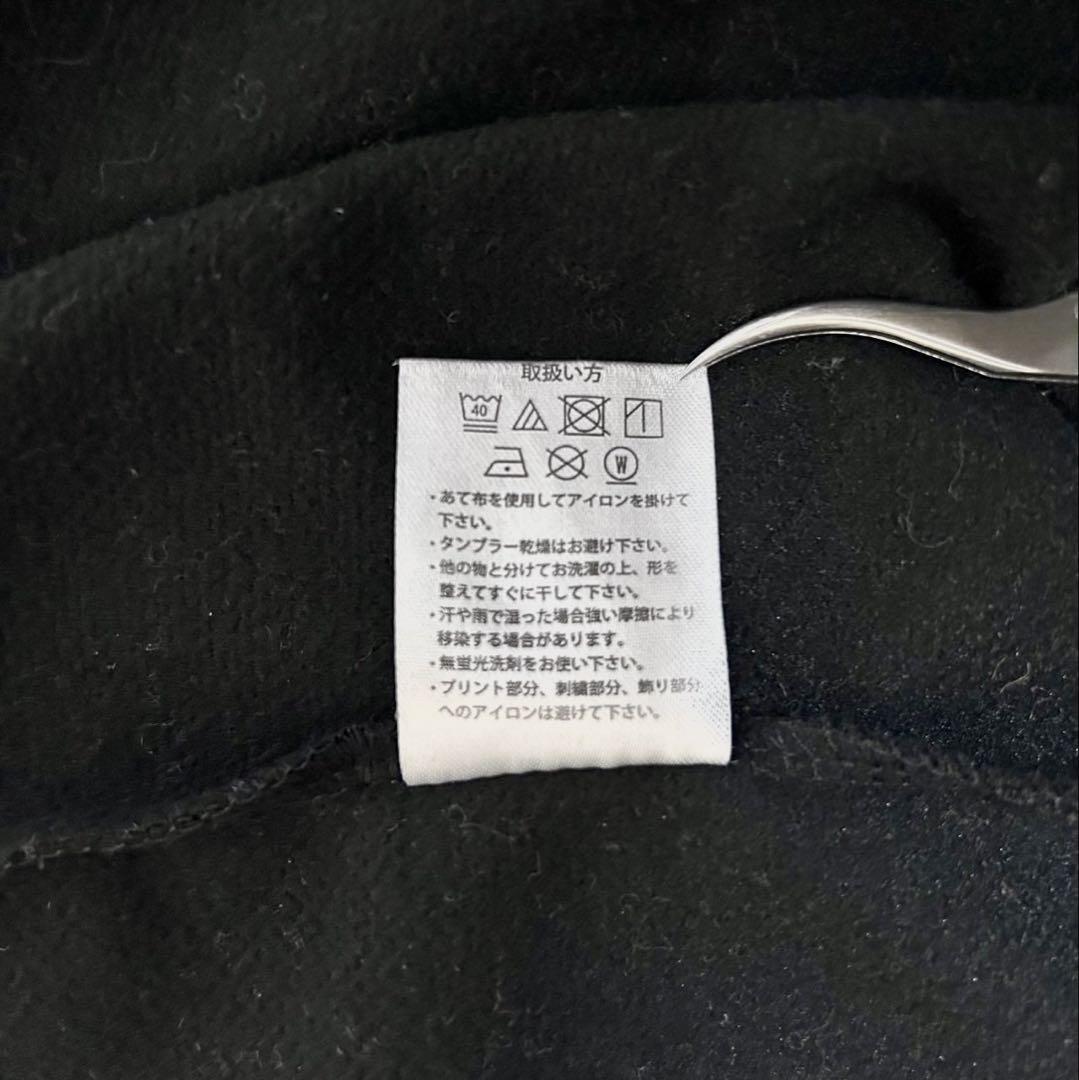 取扱い方
40
W
・あて布を使用してアイロンを掛けて
下さい。
・タンブラー乾燥はお避け下さい。
・他の物と分けてお洗濯の上、形を
整えてすぐに干して下さい。
・汗や雨で湿った場合強い摩擦により
移染する場合があります。
・無蛍光洗剤をお使い下さい。
・プリント部分、刺繍部分、飾り部分
へのアイロンは避けて下さい。